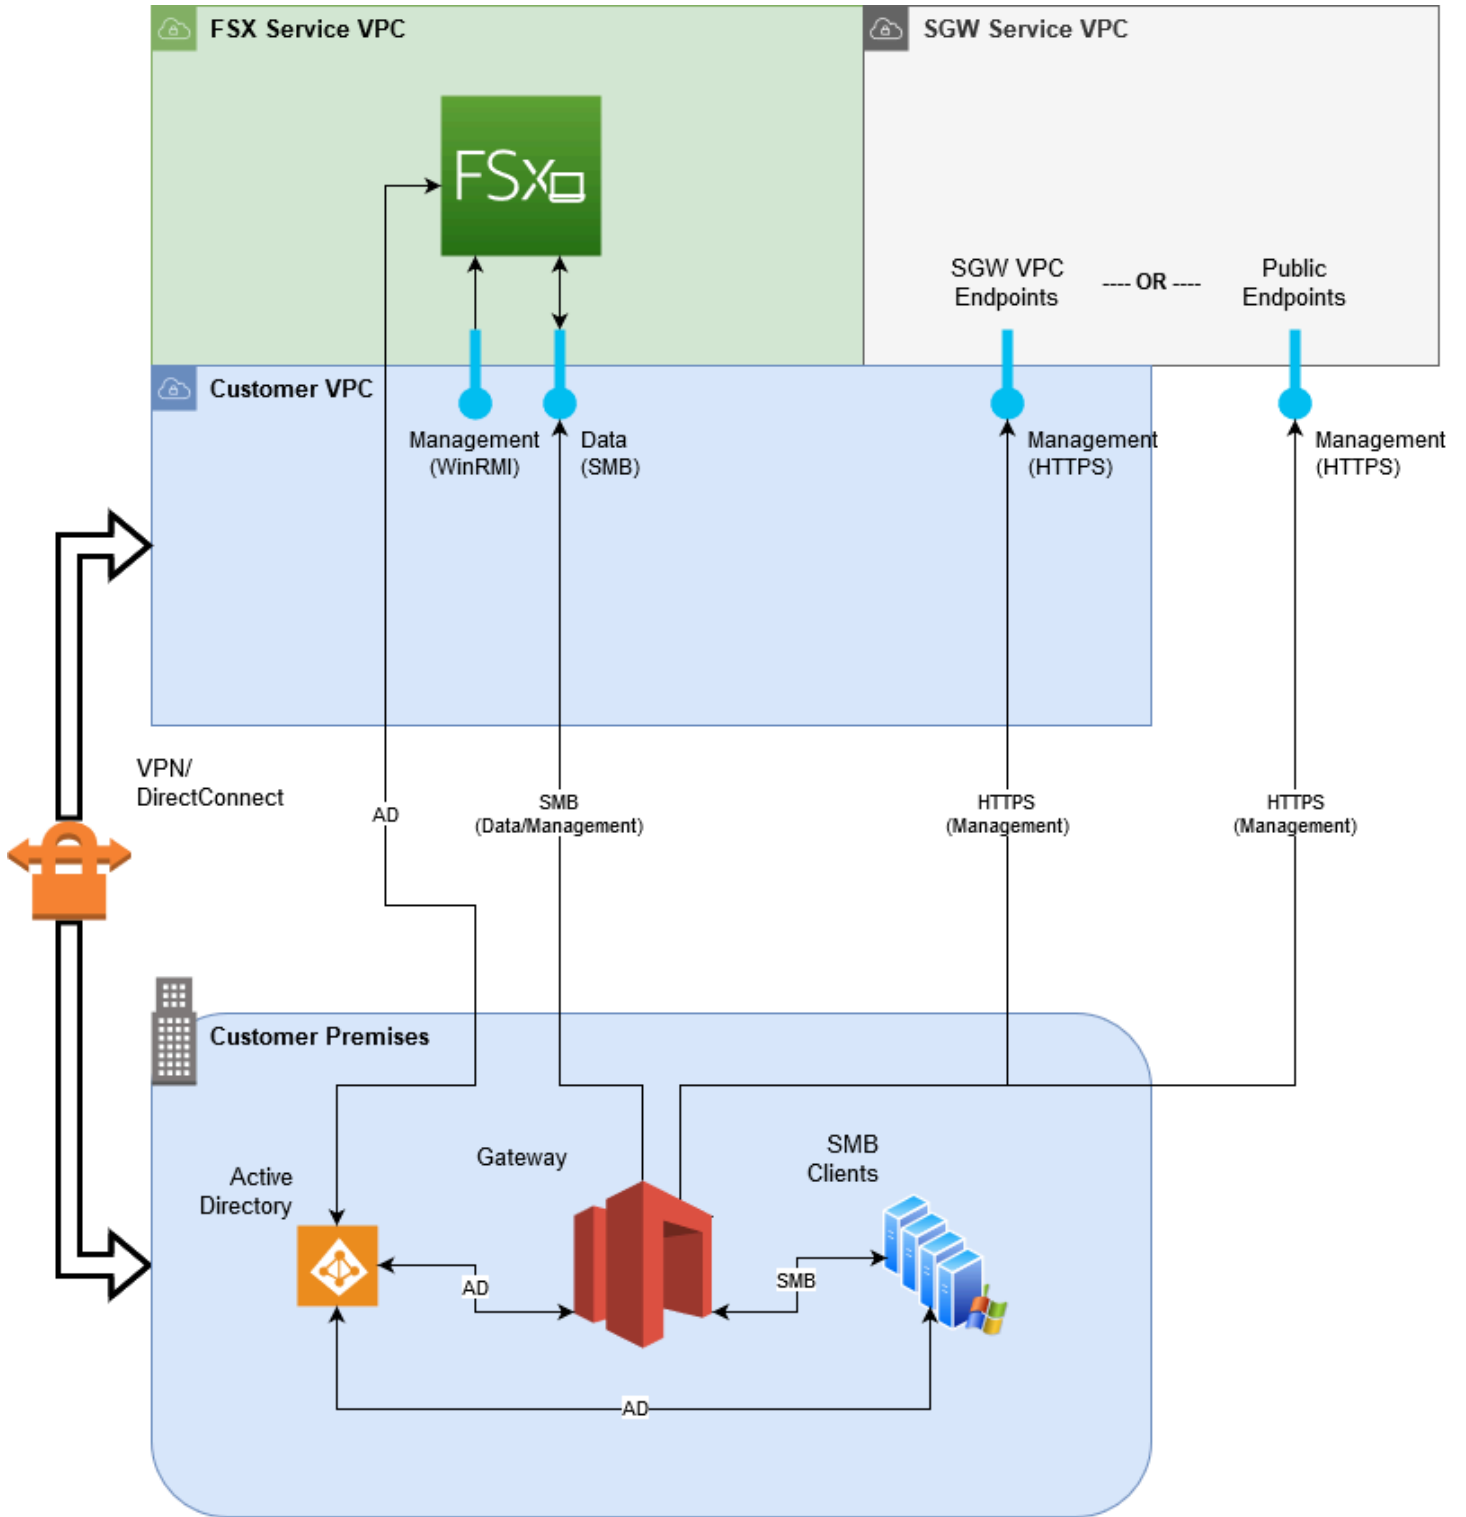 FSX Service VPC
SGW Service VPC
FSx
SGW VPC
Endpoints
---- OR ----
Public
Endpoints
Customer VPC
Management
(WinRMI)
Data
(SMB)
Management
(HTTPS)
Management
(HTTPS)
VPN/
DirectConnect
AD
SMB
(Data/Management)
HTTPS
(Management)
HTTPS
(Management)
Customer Premises
Active
Directory
Gateway
SMB
Clients
AD
SMB
AD